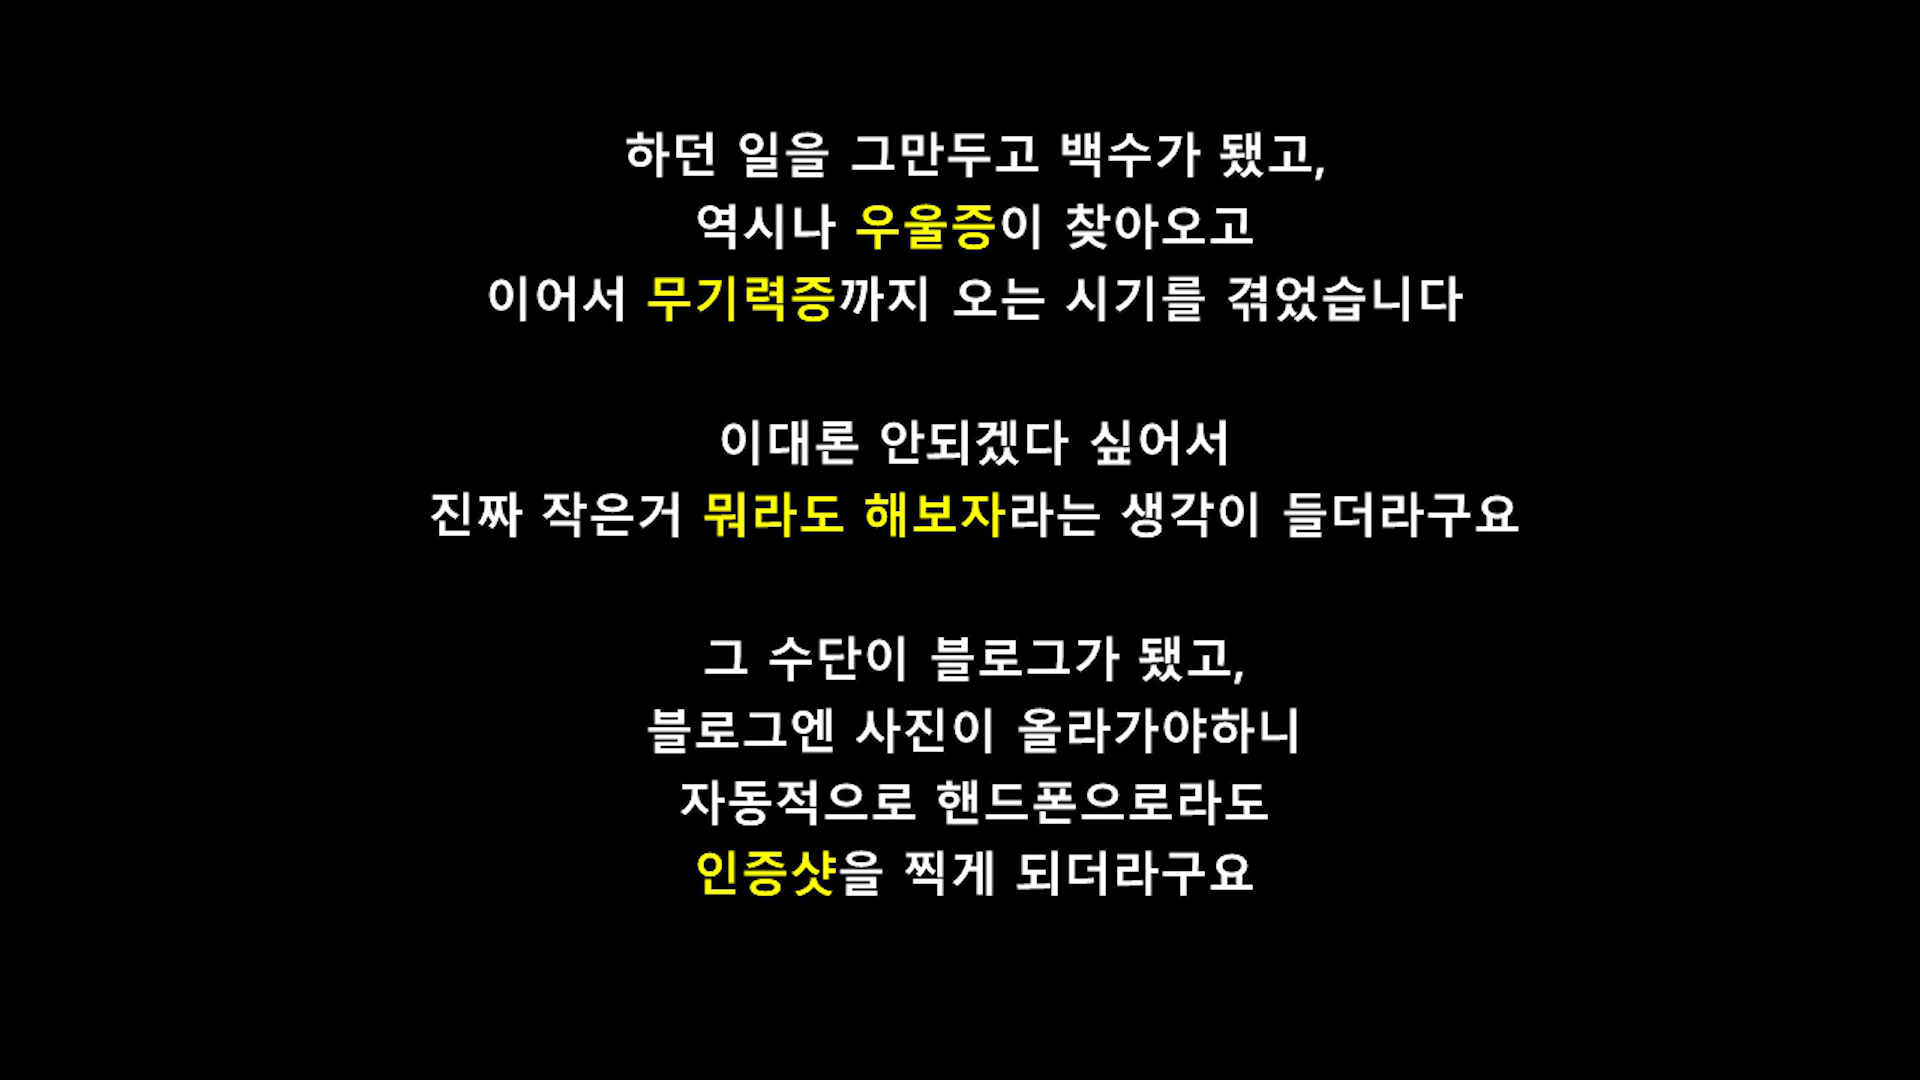 하던 일을 그만두고 백수가 됐고,
역시나 우울증이 찾아오고
이어서 무기력증까지 오는 시기를 겪었습니다
이대론 안되겠다 싶어서
진짜 작은거 뭐라도 해보자라는 생각이 들더라구요
그 수단이 블로그가 됐고,
블로그엔 사진이 올라가야하니
자동적으로 핸드폰으로라도
인증샷을 찍게 되더라구요